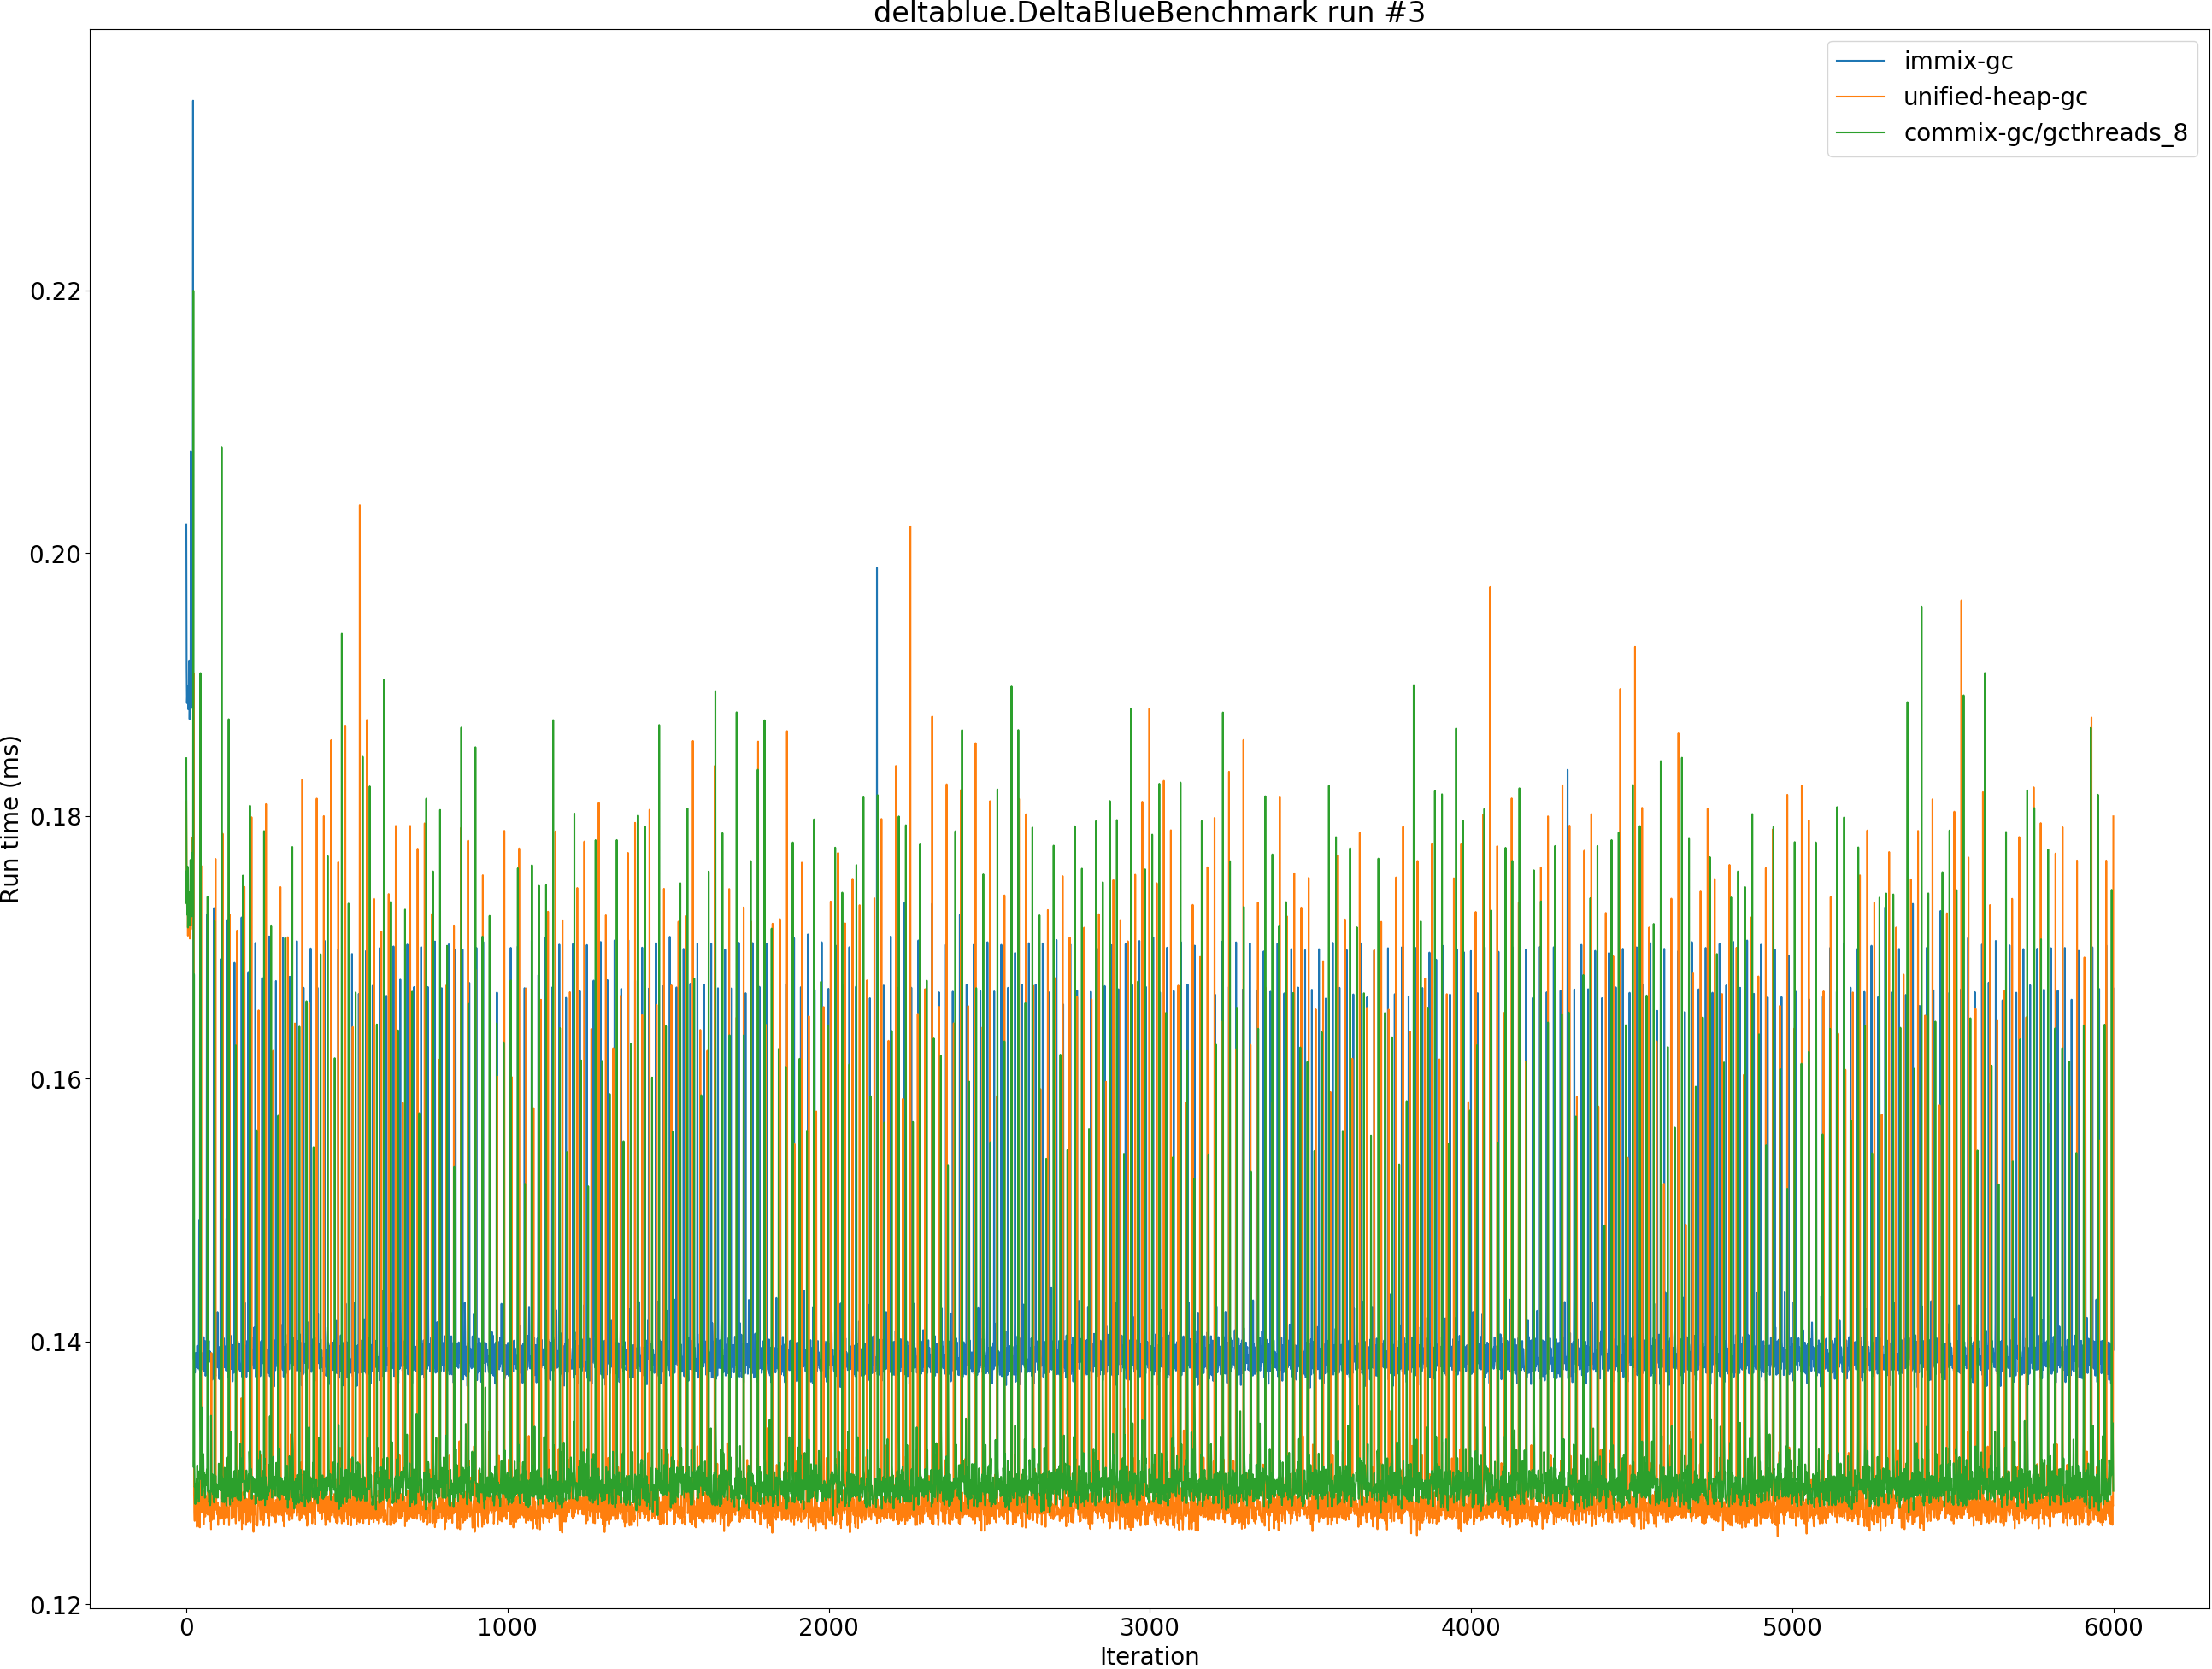 deltablue.DeltaBlueBenchmark run #3
immix-gc
unified-heap-gc
commix-gc/gcthreads_8
Run time (ms)
0.22
0.20
0.18
0.16
0.14
0.12
0 1000 2000 3000 4000 5000 6000
Iteration